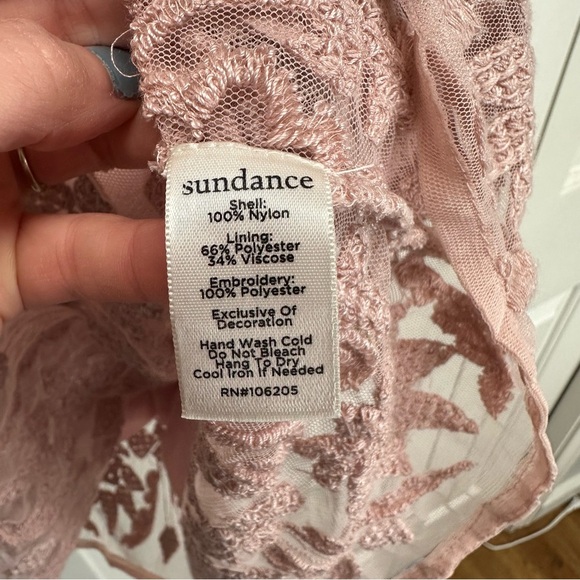 sundance
Shell:
100% Nylon
Lining:
66% Polyester
34% Viscose
Embroidery:
100% Polyester
Exclusive Of
Decoration
Hand Wash Cold
Do Not Bleach
Hang To Dry
Cool Iron If Needed
RN#106205